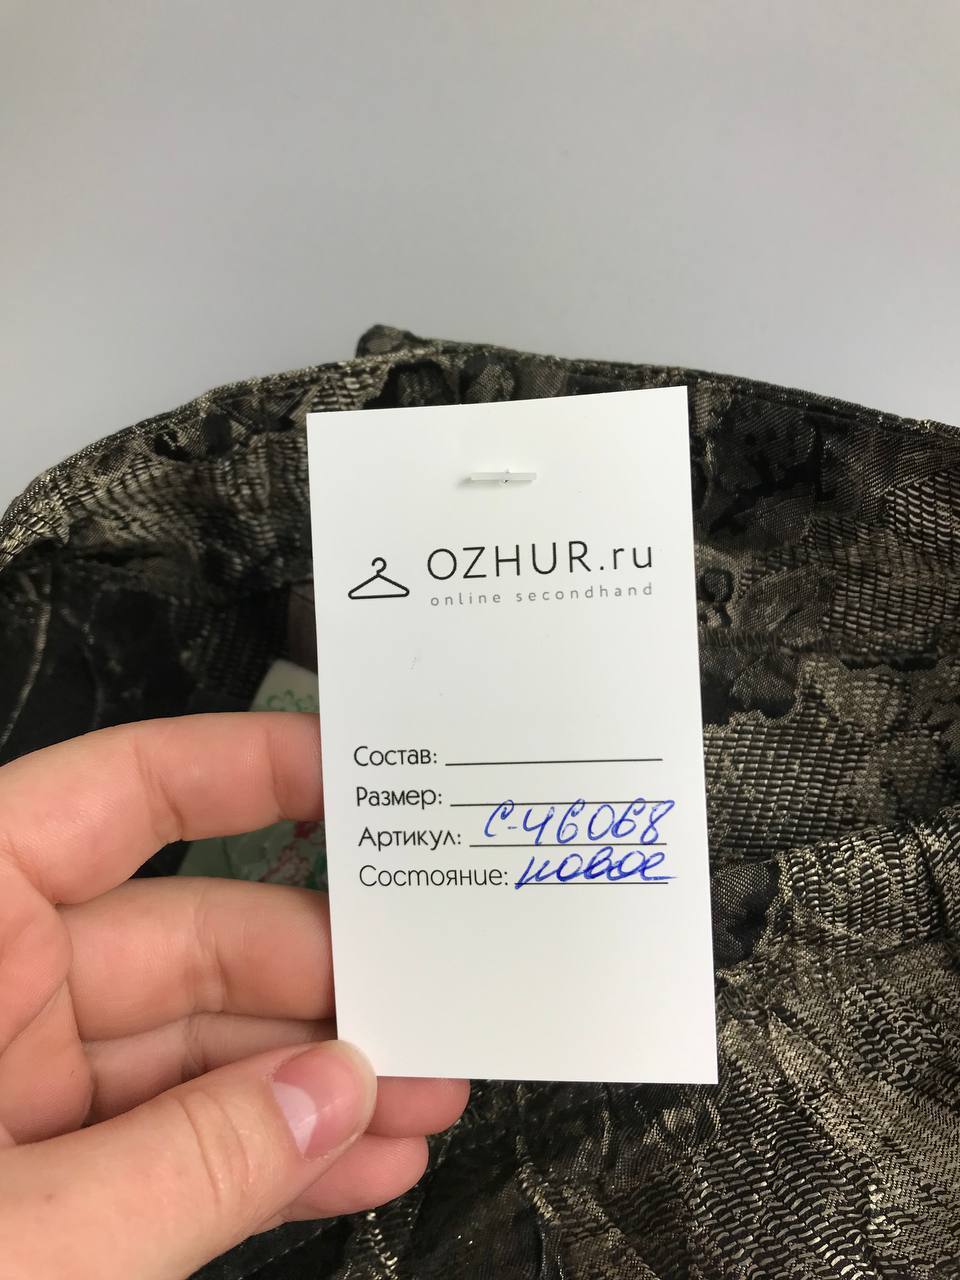 OZHUR.ru
online secondhand
Состав:
Размер:
Артикул: С-46068
Состояние: новое